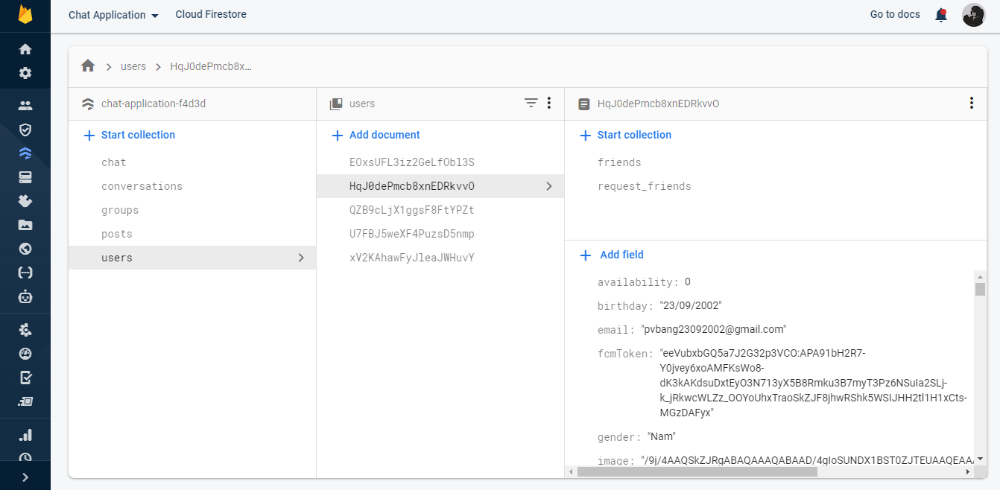 Chat Application
Cloud Firestore
Go to docs
users
HqJ0dePmcb8x...
chat-application-f4d3d
users
HqJ0dePmcb8xnEDRkvvO
Start collection
Add document
Start collection
chat
conversations
groups
posts
users
EOxsUFL3iz2GeLfObl3S
HqJ0dePmcb8xnEDRkvvO
QZB9cLjX1ggsF8FtYPZt
U7FBJ5weXF4PuzsD5nmp
xV2KAhawFyJleaJWHuvY
friends
request_friends
Add field
availability: 0
birthday: "23/09/2002"
email: "pvbang23092002@gmail.com"
fcmToken: "eeVubxbGQ5a7J2G32p3VCO:APA91bH2R7-
Y0jvey6xoAMFKsWo8-
dK3kAKdsuDxtEyO3N713yX5B8Rmku3B7myT3Pz6NSuIa2SLj-
k_jRkwcWLZz_OOYoUhxTraoSkZJF8jhwRShk5WSIJHH2tl1H1xCts-
MGzDAFyx"
gender: "Nam"
image: "/9j/4AAQSkZJRgABAQAAAQABAAD/4gIoSUNDX1BST0ZJTEUAAQEAA